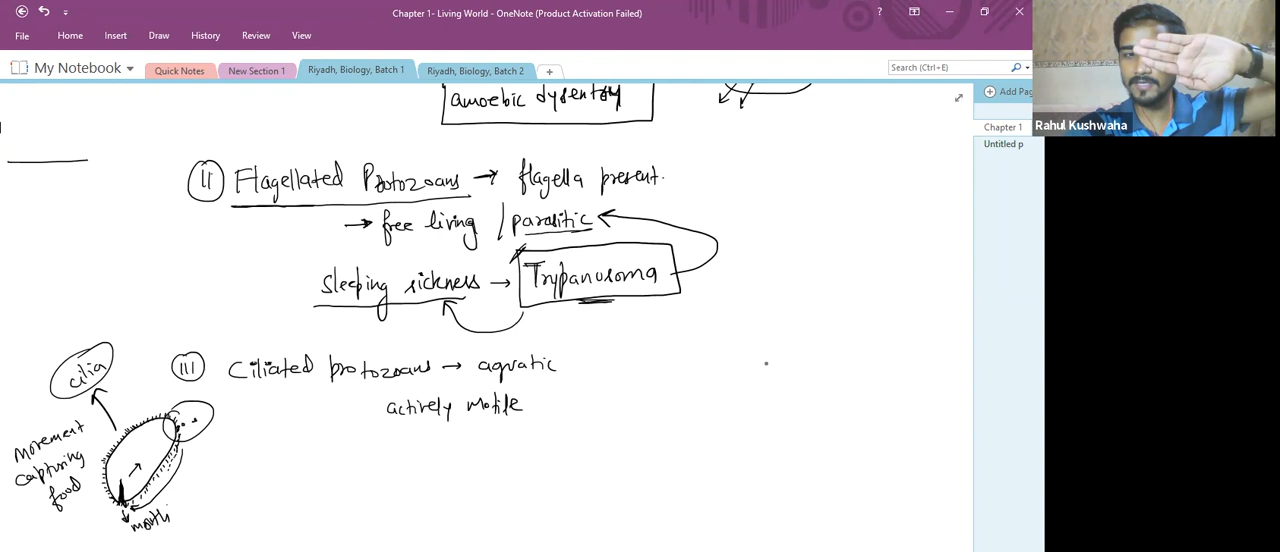 Chapter 1- Living World - OneNote (Product Activation Failed)
?
File Home Insert Draw History Review View
My Notebook
Quick Notes
New Section 1
Riyadh, Biology, Batch 1
Riyadh, Biology, Batch 2
+
Search (Ctrl+E)
Add Pag
Chapter 1
Untitled p
Rahul Kushwaha
amoebic dysentry
II Flagellated Protozoans → flagella present.
→ free living / parasitic
sleeping sickness → Trypanosoma
III Ciliated protozoans → aquatic
actively motile
cilia
Movement
capturing
food
mouth